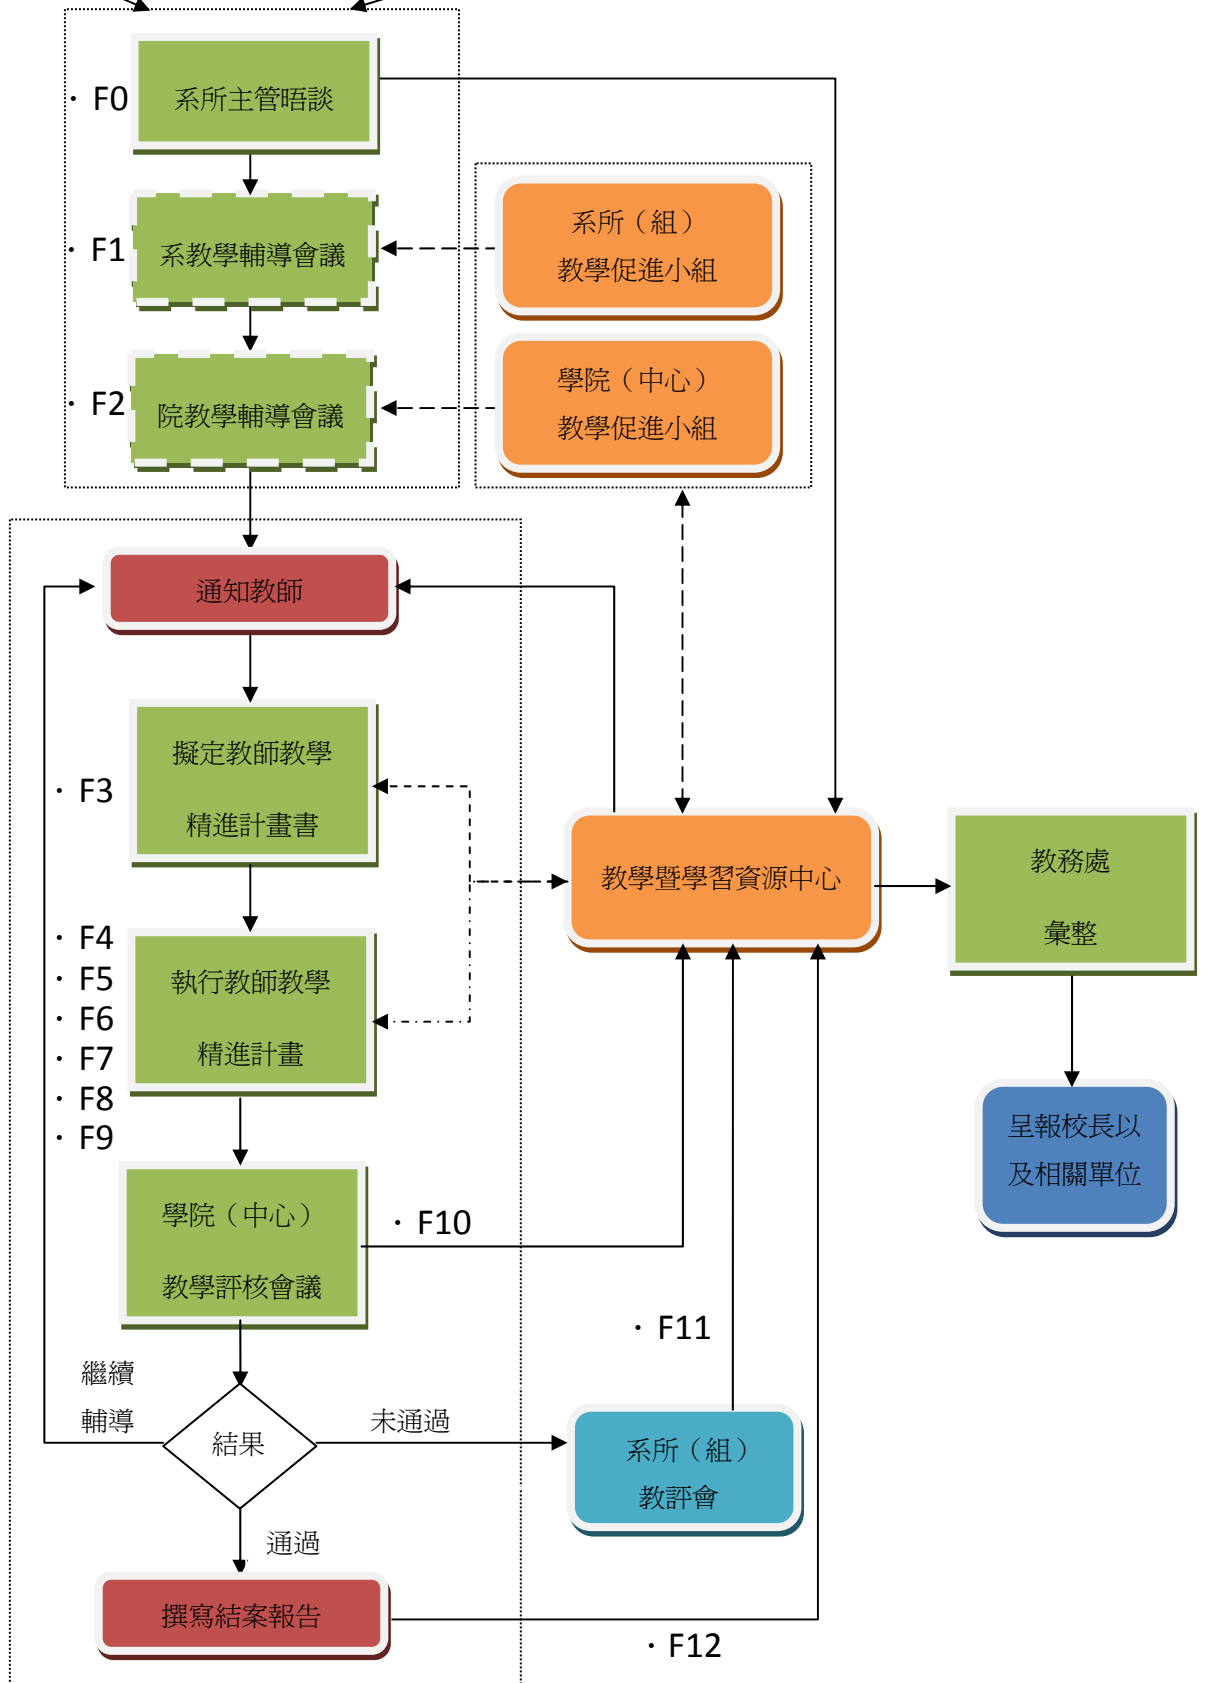 · F0
系所主管晤談
系所（組）
教學促進小組
· F1
系教學輔導會議
學院（中心）
教學促進小組
· F2
院教學輔導會議
通知教師
擬定教師教學
精進計畫書
· F3
教學暨學習資源中心
教務處
彙整
· F4
· F5
· F6
· F7
· F8
· F9
執行教師教學
精進計畫
呈報校長以
及相關單位
學院（中心）
教學評核會議
· F10
· F11
繼續
輔導
結果
未通過
系所（組）
教評會
通過
撰寫結案報告
· F12